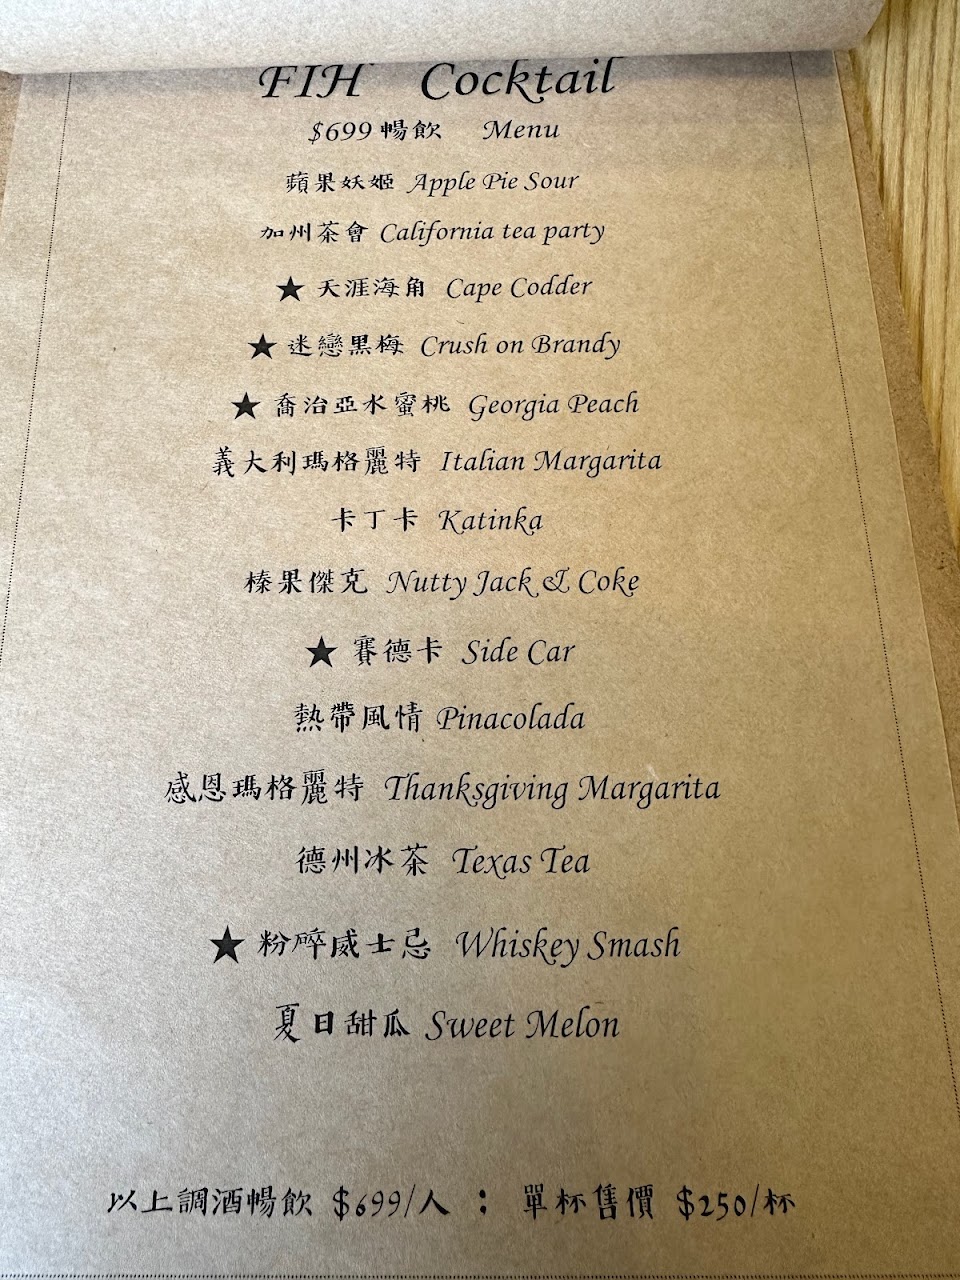 FIH Cocktail
$699 暢飲 Menu
蘋果妖姬 Apple Pie Sour
加州茶會 California tea party
★ 天涯海角 Cape Codder
★ 迷戀黑梅 Crush on Brandy
★ 喬治亞水蜜桃 Georgia Peach
義大利瑪格麗特 Italian Margarita
卡丁卡 Katinka
榛果傑克 Nutty Jack & Coke
★ 賽德卡 Side Car
熱帶風情 Pinacolada
感恩瑪格麗特 Thanksgiving Margarita
德州冰茶 Texas Tea
★ 粉碎威士忌 Whiskey Smash
夏日甜瓜 Sweet Melon
以上調酒暢飲 $699/人 ; 單杯售價 $250/杯